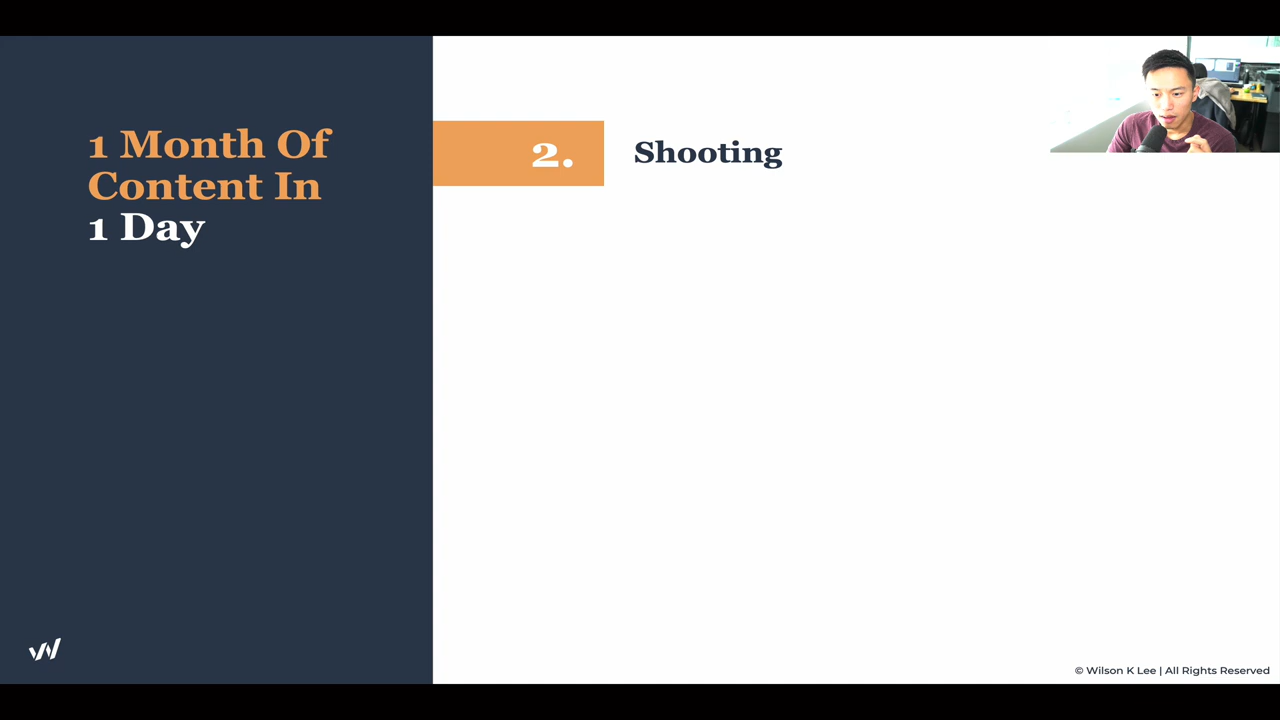 1 Month Of
Content In
1 Day
2.
Shooting
© Wilson K Lee | All Rights Reserved